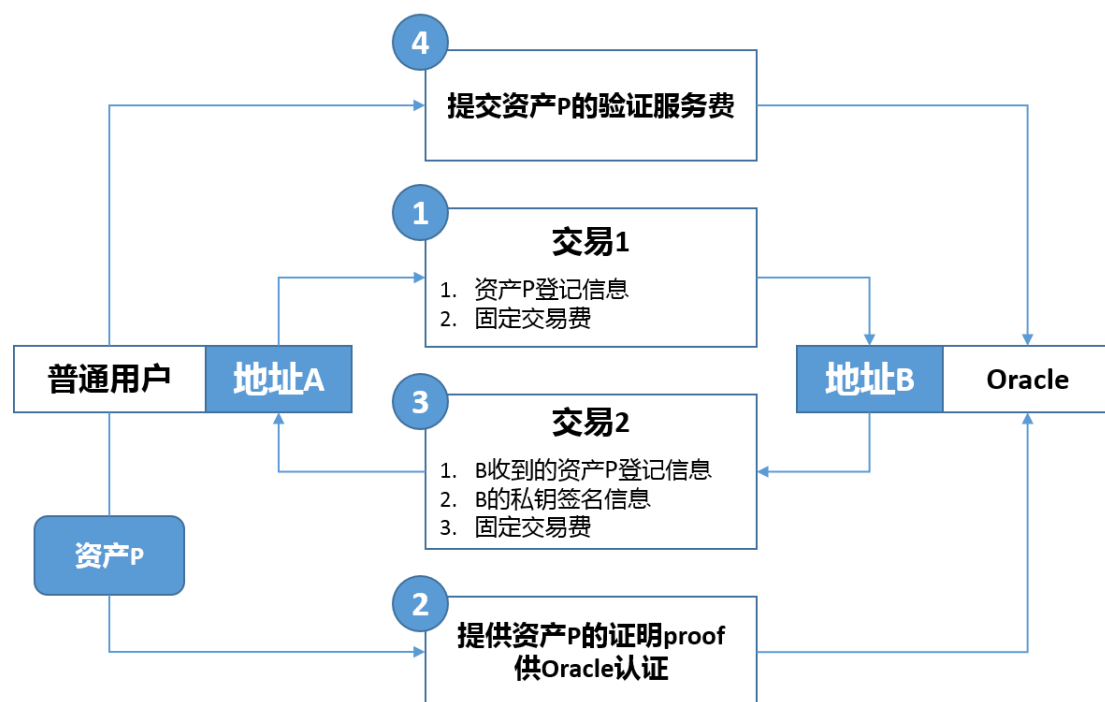 4
提交资产P的验证服务费
1
交易1
1. 资产P登记信息
2. 固定交易费
普通用户
地址A
地址B
Oracle
3
交易2
1. B收到的资产P登记信息
2. B的私钥签名信息
3. 固定交易费
资产P
2
提供资产P的证明proof
供Oracle认证